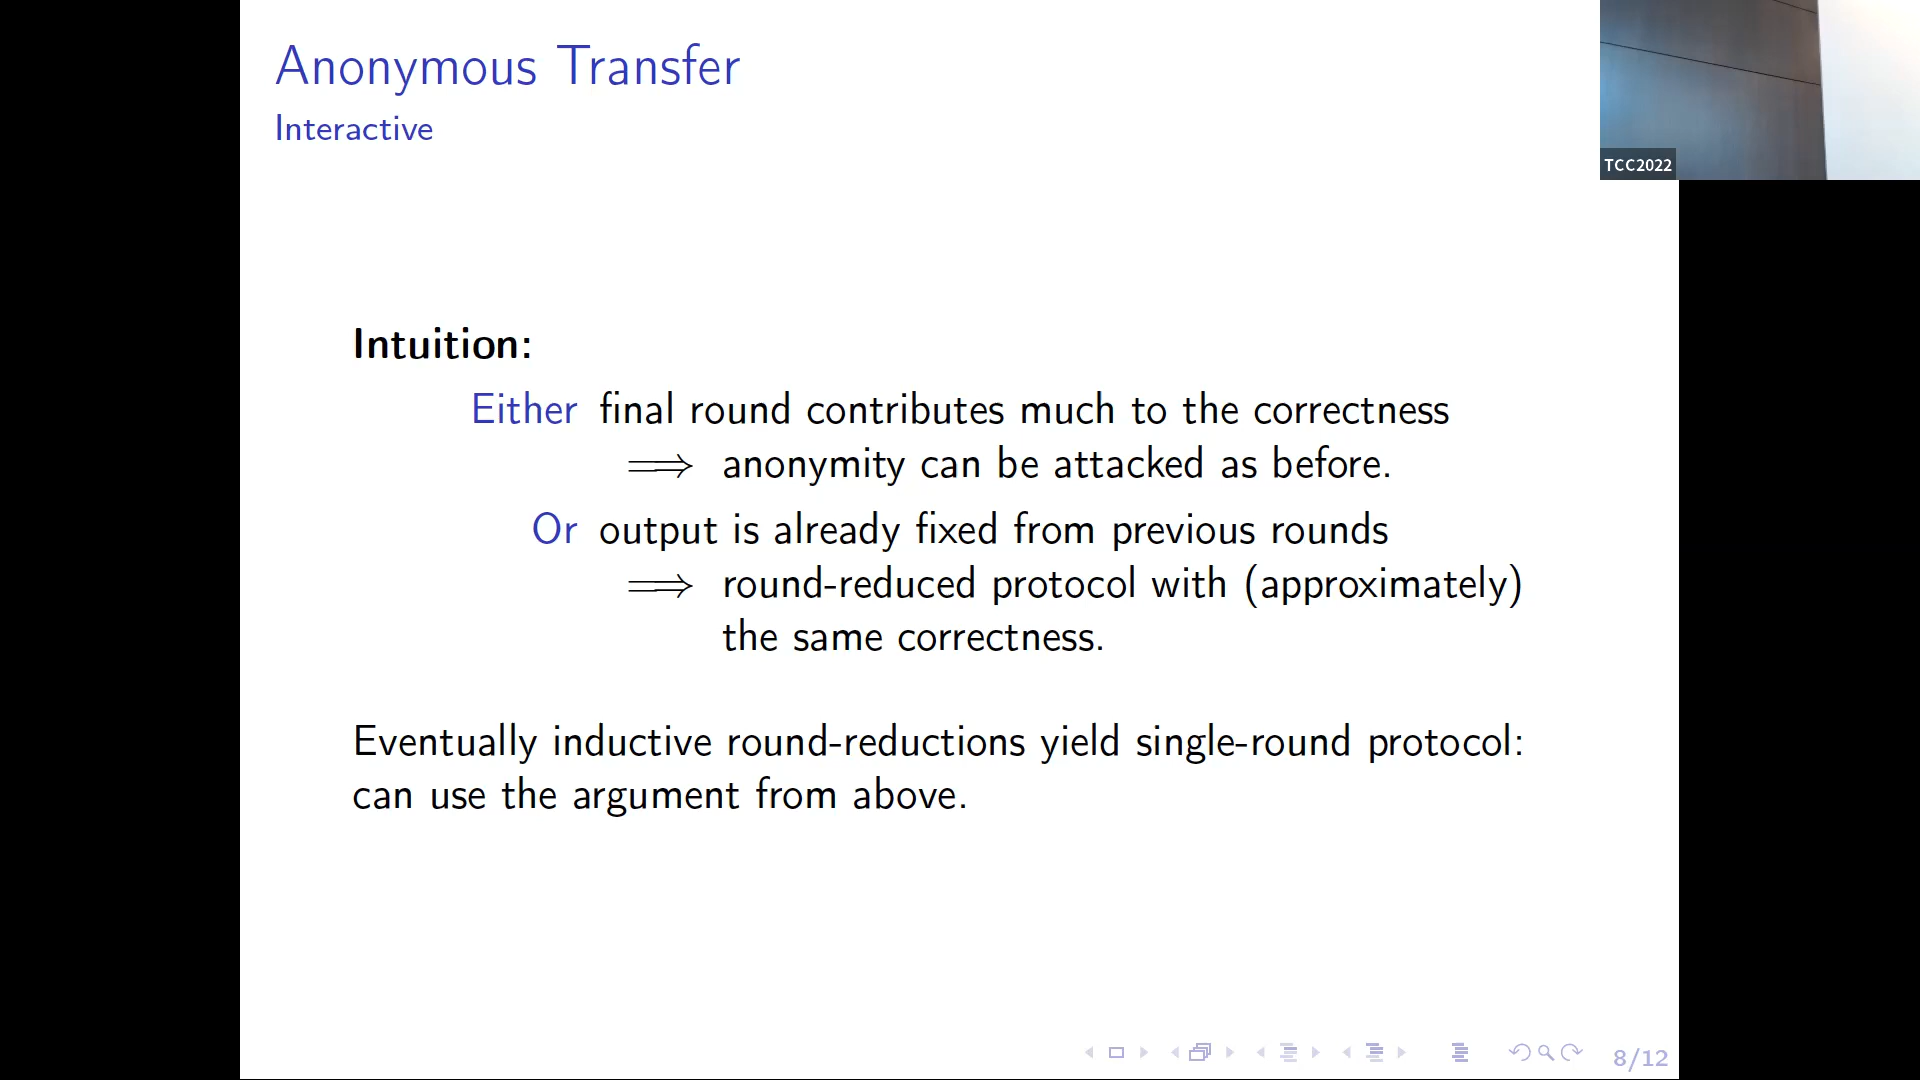 Anonymous Transfer
Interactive
TCC2022
Intuition:
Either final round contributes much to the correctness
⟹ anonymity can be attacked as before.
Or output is already fixed from previous rounds
⟹ round-reduced protocol with (approximately)
the same correctness.
Eventually inductive round-reductions yield single-round protocol:
can use the argument from above.
8/12